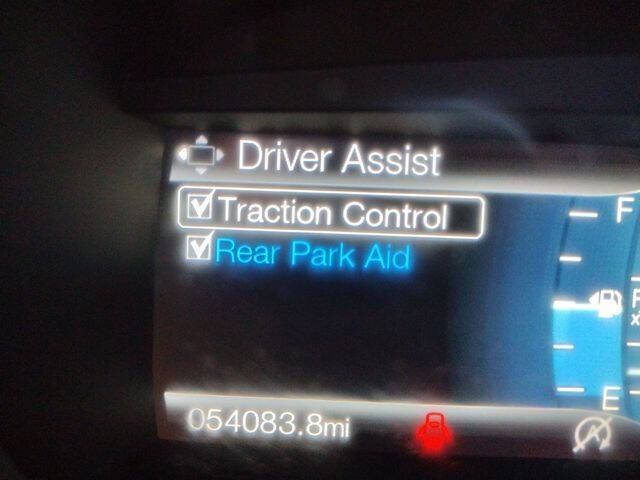 Driver Assist
Traction Control
Rear Park Aid
F
E
054083.8mi